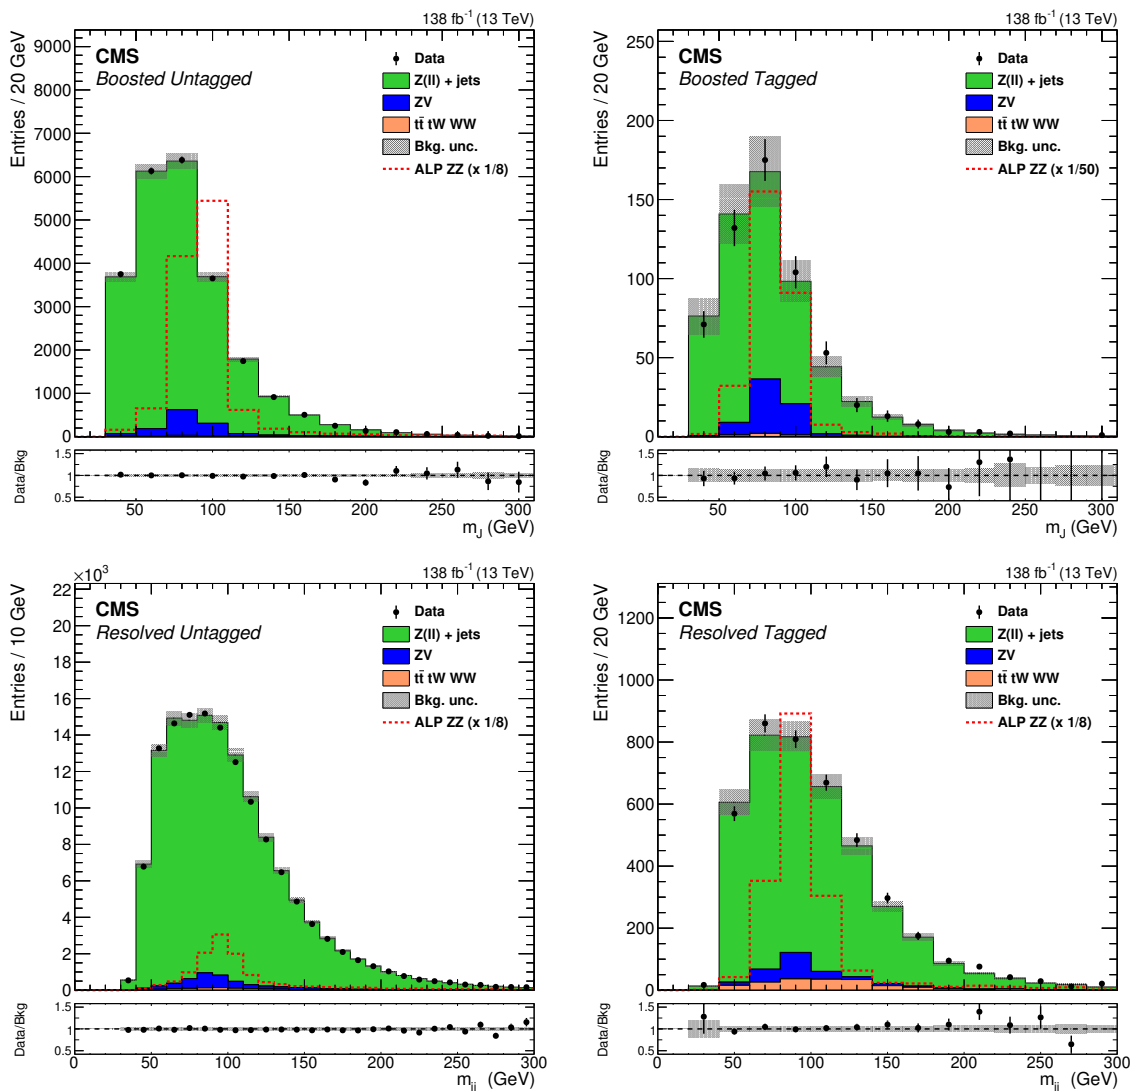 138 fb⁻¹ (13 TeV)
CMS
Boosted Untagged
Data
Z(ll) + jets
ZV
tt̄ tW WW
Bkg. unc.
ALP ZZ (x 1/8)
Entries / 20 GeV
9000
8000
7000
6000
5000
4000
3000
2000
1000
0
Data/Bkg
1.5
1
0.5
50 100 150 200 250 300
m_J (GeV)
138 fb⁻¹ (13 TeV)
CMS
Boosted Tagged
Data
Z(ll) + jets
ZV
tt̄ tW WW
Bkg. unc.
ALP ZZ (x 1/50)
Entries / 20 GeV
250
200
150
100
50
0
Data/Bkg
1.5
1
0.5
50 100 150 200 250 300
m_J (GeV)
×10³
138 fb⁻¹ (13 TeV)
CMS
Resolved Untagged
Data
Z(ll) + jets
ZV
tt̄ tW WW
Bkg. unc.
ALP ZZ (x 1/8)
Entries / 10 GeV
22
20
18
16
14
12
10
8
6
4
2
0
Data/Bkg
1.5
1
0.5
0 50 100 150 200 250 300
m_jj (GeV)
138 fb⁻¹ (13 TeV)
CMS
Resolved Tagged
Data
Z(ll) + jets
ZV
tt̄ tW WW
Bkg. unc.
ALP ZZ (x 1/8)
Entries / 20 GeV
1200
1000
800
600
400
200
0
Data/Bkg
1.5
1
0.5
0 50 100 150 200 250 300
m_jj (GeV)